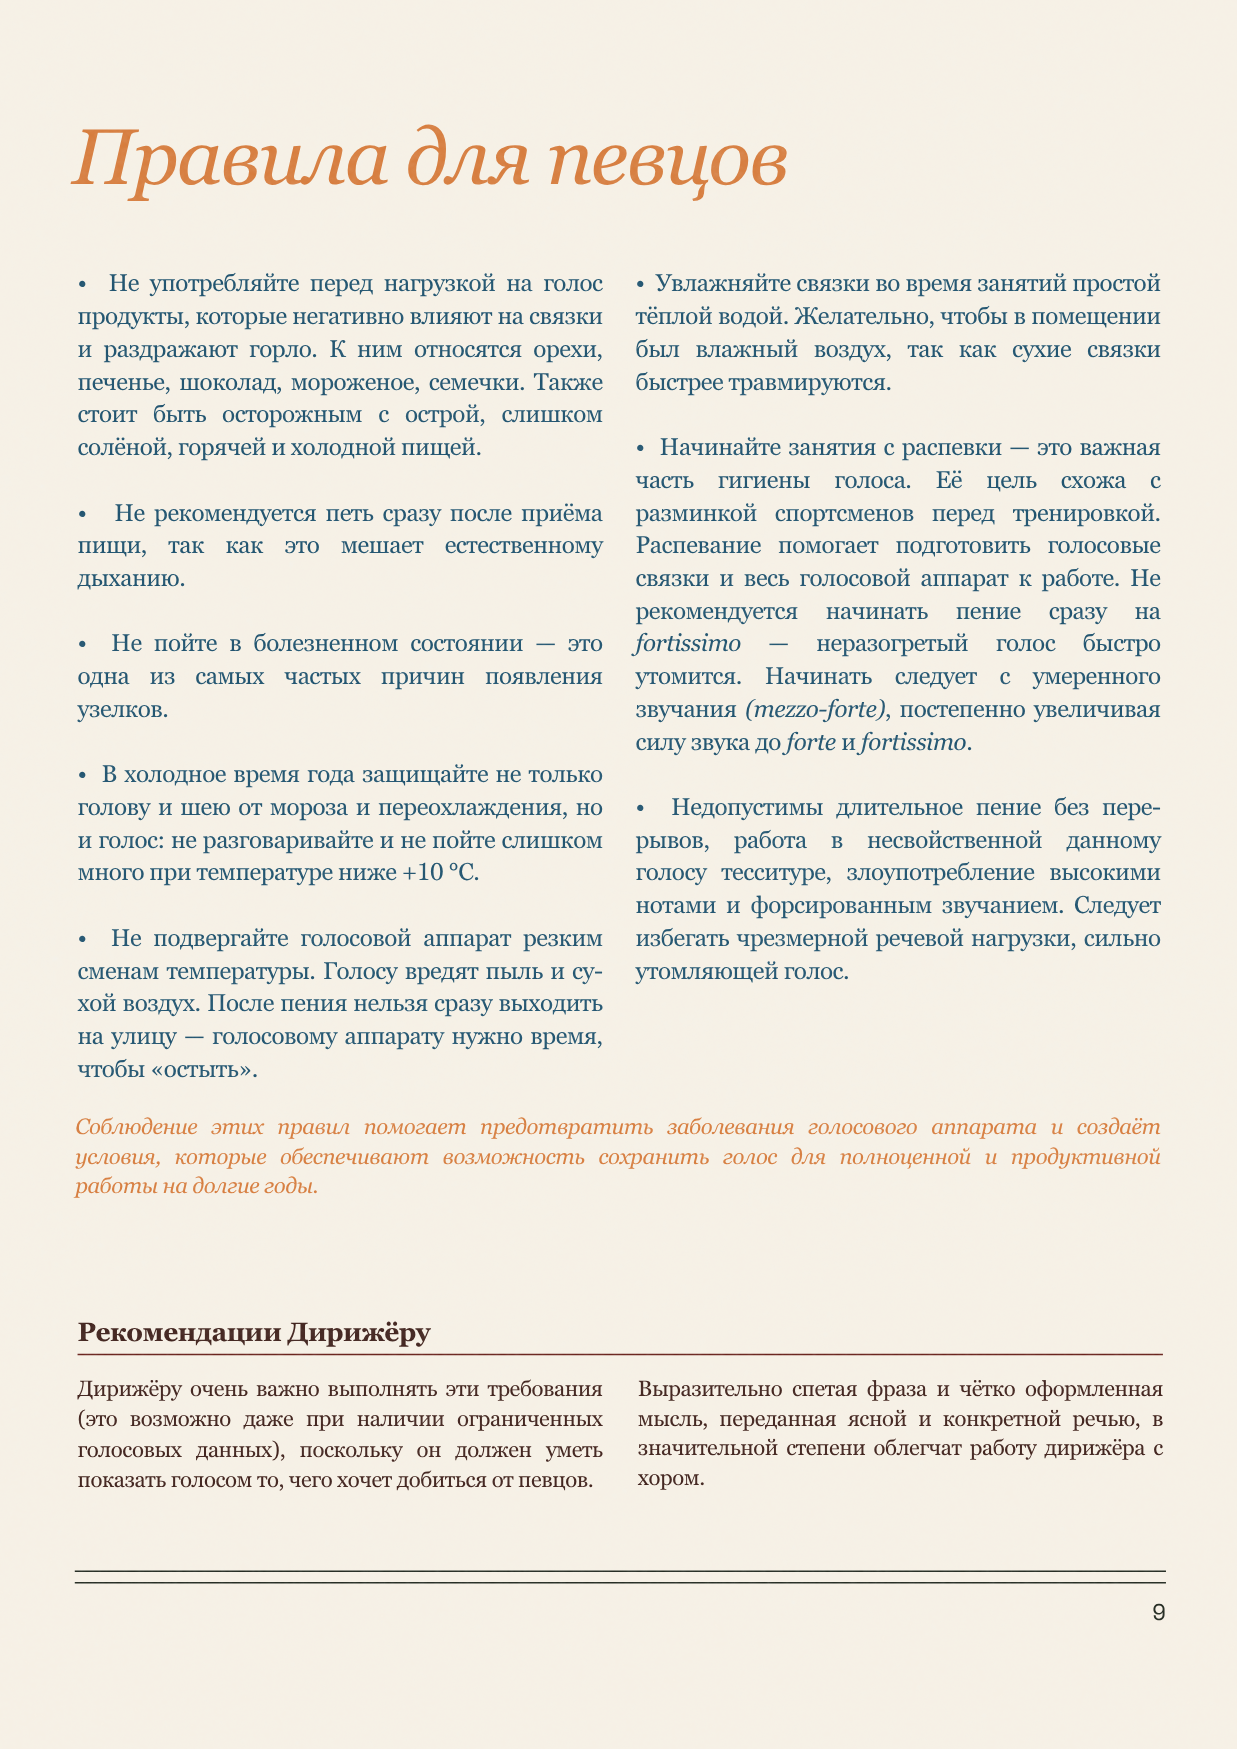 Правила для певцов
• Не употребляйте перед нагрузкой на голос
продукты, которые негативно влияют на связки
и раздражают горло. К ним относятся орехи,
печенье, шоколад, мороженое, семечки. Также
стоит быть осторожным с острой, слишком
солёной, горячей и холодной пищей.
• Не рекомендуется петь сразу после приёма
пищи, так как это мешает естественному
дыханию.
• Не пойте в болезненном состоянии — это
одна из самых частых причин появления
узелков.
• В холодное время года защищайте не только
голову и шею от мороза и переохлаждения, но
и голос: не разговаривайте и не пойте слишком
много при температуре ниже +10 °C.
• Не подвергайте голосовой аппарат резким
сменам температуры. Голосу вредят пыль и су-
хой воздух. После пения нельзя сразу выходить
на улицу — голосовому аппарату нужно время,
чтобы «остыть».
• Увлажняйте связки во время занятий простой
тёплой водой. Желательно, чтобы в помещении
был влажный воздух, так как сухие связки
быстрее травмируются.
• Начинайте занятия с распевки — это важная
часть гигиены голоса. Её цель схожа с
разминкой спортсменов перед тренировкой.
Распевание помогает подготовить голосовые
связки и весь голосовой аппарат к работе. Не
рекомендуется начинать пение сразу на
fortissimo — неразогретый голос быстро
утомится. Начинать следует с умеренного
звучания (mezzo-forte), постепенно увеличивая
силу звука до forte и fortissimo.
• Недопустимы длительное пение без пере-
рывов, работа в несвойственной данному
голосу тесситуре, злоупотребление высокими
нотами и форсированным звучанием. Следует
избегать чрезмерной речевой нагрузки, сильно
утомляющей голос.
Соблюдение этих правил помогает предотвратить заболевания голосового аппарата и создаёт
условия, которые обеспечивают возможность сохранить голос для полноценной и продуктивной
работы на долгие годы.
Рекомендации Дирижёру
Дирижёру очень важно выполнять эти требования
(это возможно даже при наличии ограниченных
голосовых данных), поскольку он должен уметь
показать голосом то, чего хочет добиться от певцов.
Выразительно спетая фраза и чётко оформленная
мысль, переданная ясной и конкретной речью, в
значительной степени облегчат работу дирижёра с
хором.
9